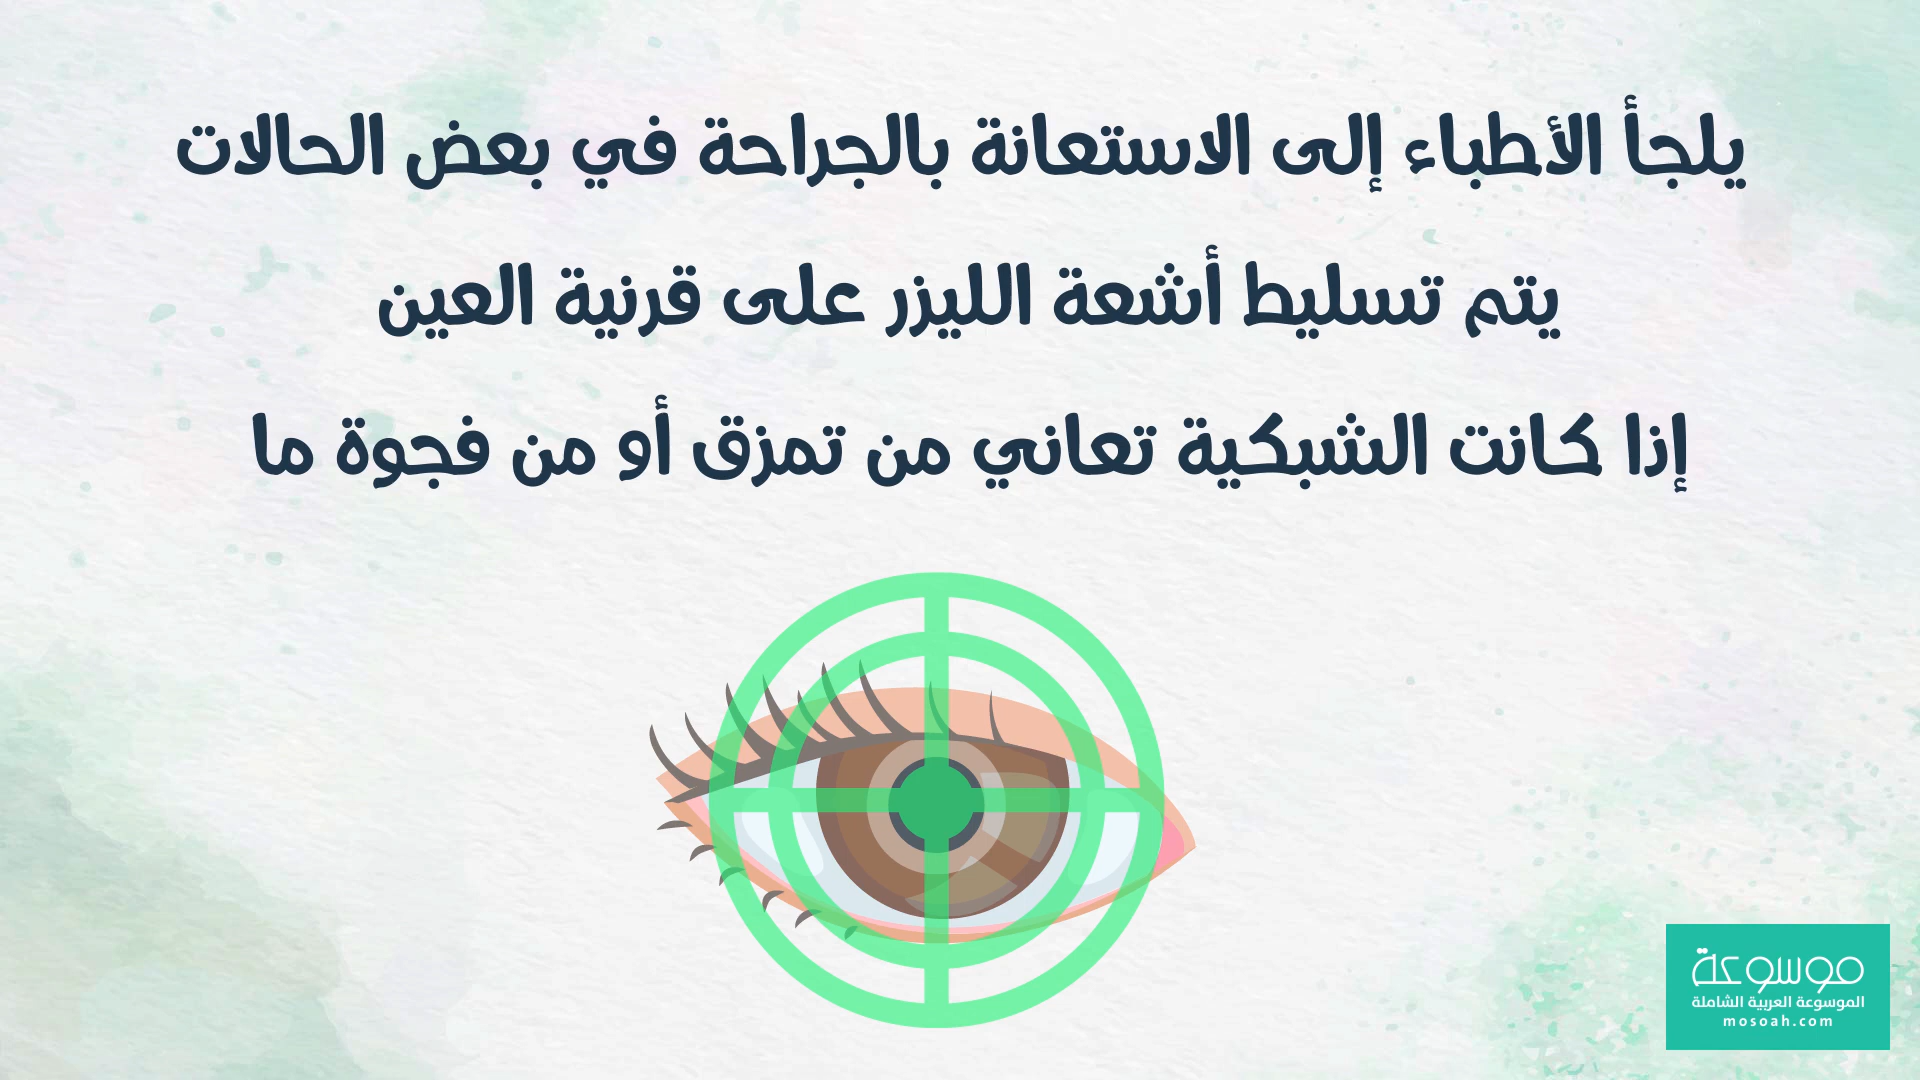 يلجأ الأطباء إلى الاستعانة بالجراحة في بعض الحالات
يتم تسليط أشعة الليزر على قرنية العين
إذا كانت الشبكية تعاني من تمزق أو من فجوة ما
موسوعة
الموسوعة العربية الشاملة
mosoah.com